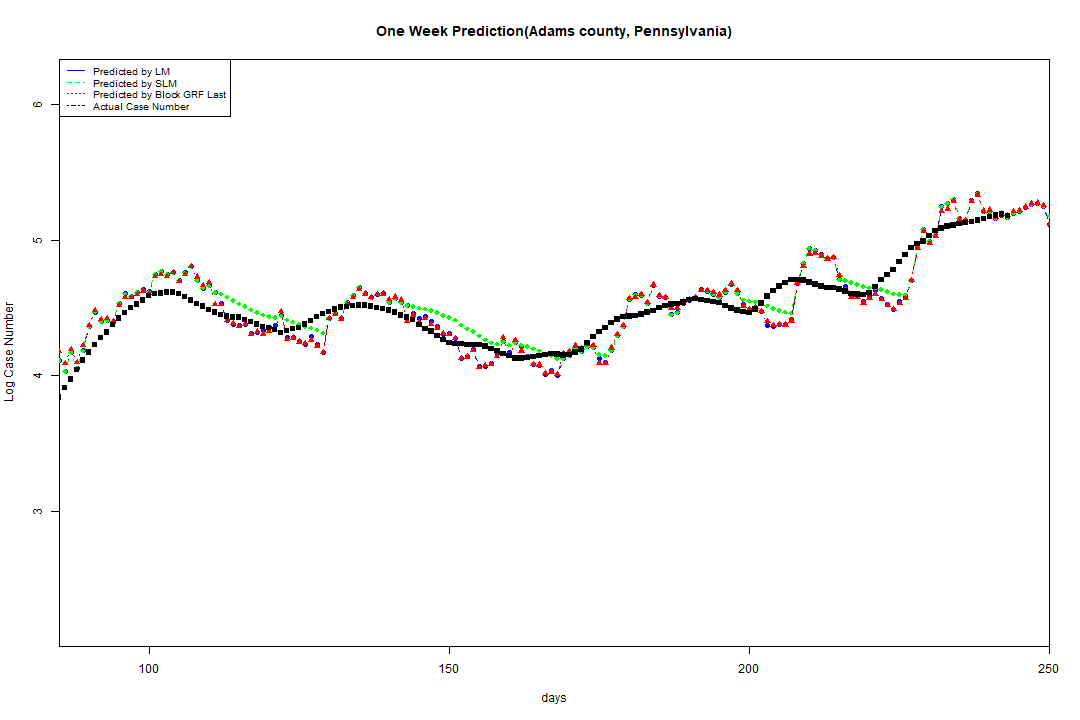 One Week Prediction(Adams county, Pennsylvania)
Predicted by LM
Predicted by SLM
Predicted by Block GRF Last
Actual Case Number
6
5
4
3
Log Case Number
100
150
200
250
days